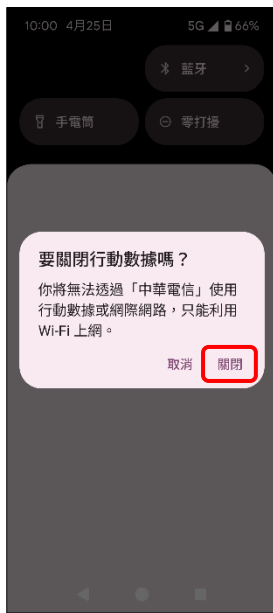 10:00 4月25日 5G 66%
藍牙
手電筒 零打擾
要關閉行動數據嗎？
你將無法透過「中華電信」使用
行動數據或網際網路，只能利用
Wi-Fi 上網。
取消 關閉